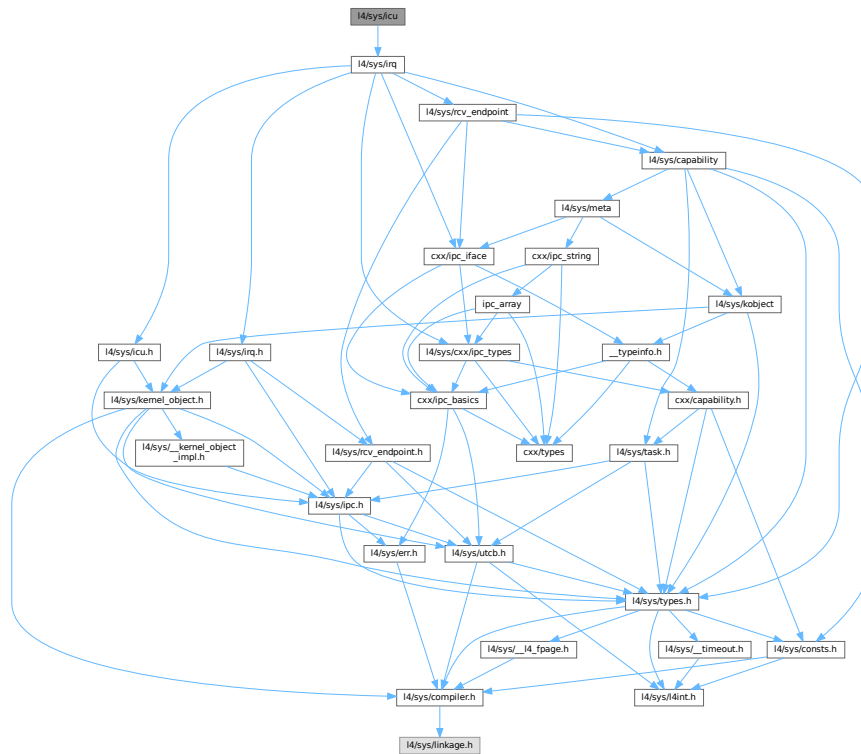 l4/sys/icu
l4/sys/irq
l4/sys/rcv_endpoint
l4/sys/capability
l4/sys/meta
cxx/ipc_iface
cxx/ipc_string
ipc_array
l4/sys/kobject
l4/sys/icu.h
l4/sys/irq.h
l4/sys/cxx/ipc_types
__typeinfo.h
l4/sys/kernel_object.h
cxx/ipc_basics
cxx/capability.h
l4/sys/__kernel_object
_impl.h
l4/sys/rcv_endpoint.h
cxx/types
l4/sys/task.h
l4/sys/ipc.h
l4/sys/err.h
l4/sys/utcb.h
l4/sys/types.h
l4/sys/__l4_fpage.h
l4/sys/__timeout.h
l4/sys/consts.h
l4/sys/compiler.h
l4/sys/l4int.h
l4/sys/linkage.h